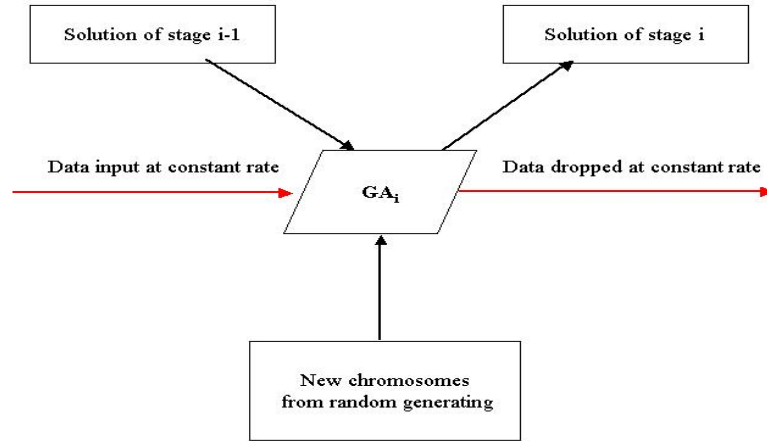 Solution of stage i-1
Solution of stage i
Data input at constant rate
Data dropped at constant rate
GAi
New chromosomes
from random generating